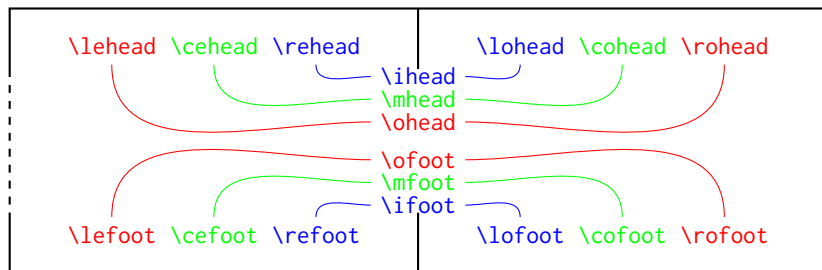 \lehead \cehead \rehead \lohead \cohead \rohead
\ihead
\mhead
\ohead
\ofoot
\mfoot
\ifoot
\lefoot \cefoot \refoot \lofoot \cofoot \rofoot